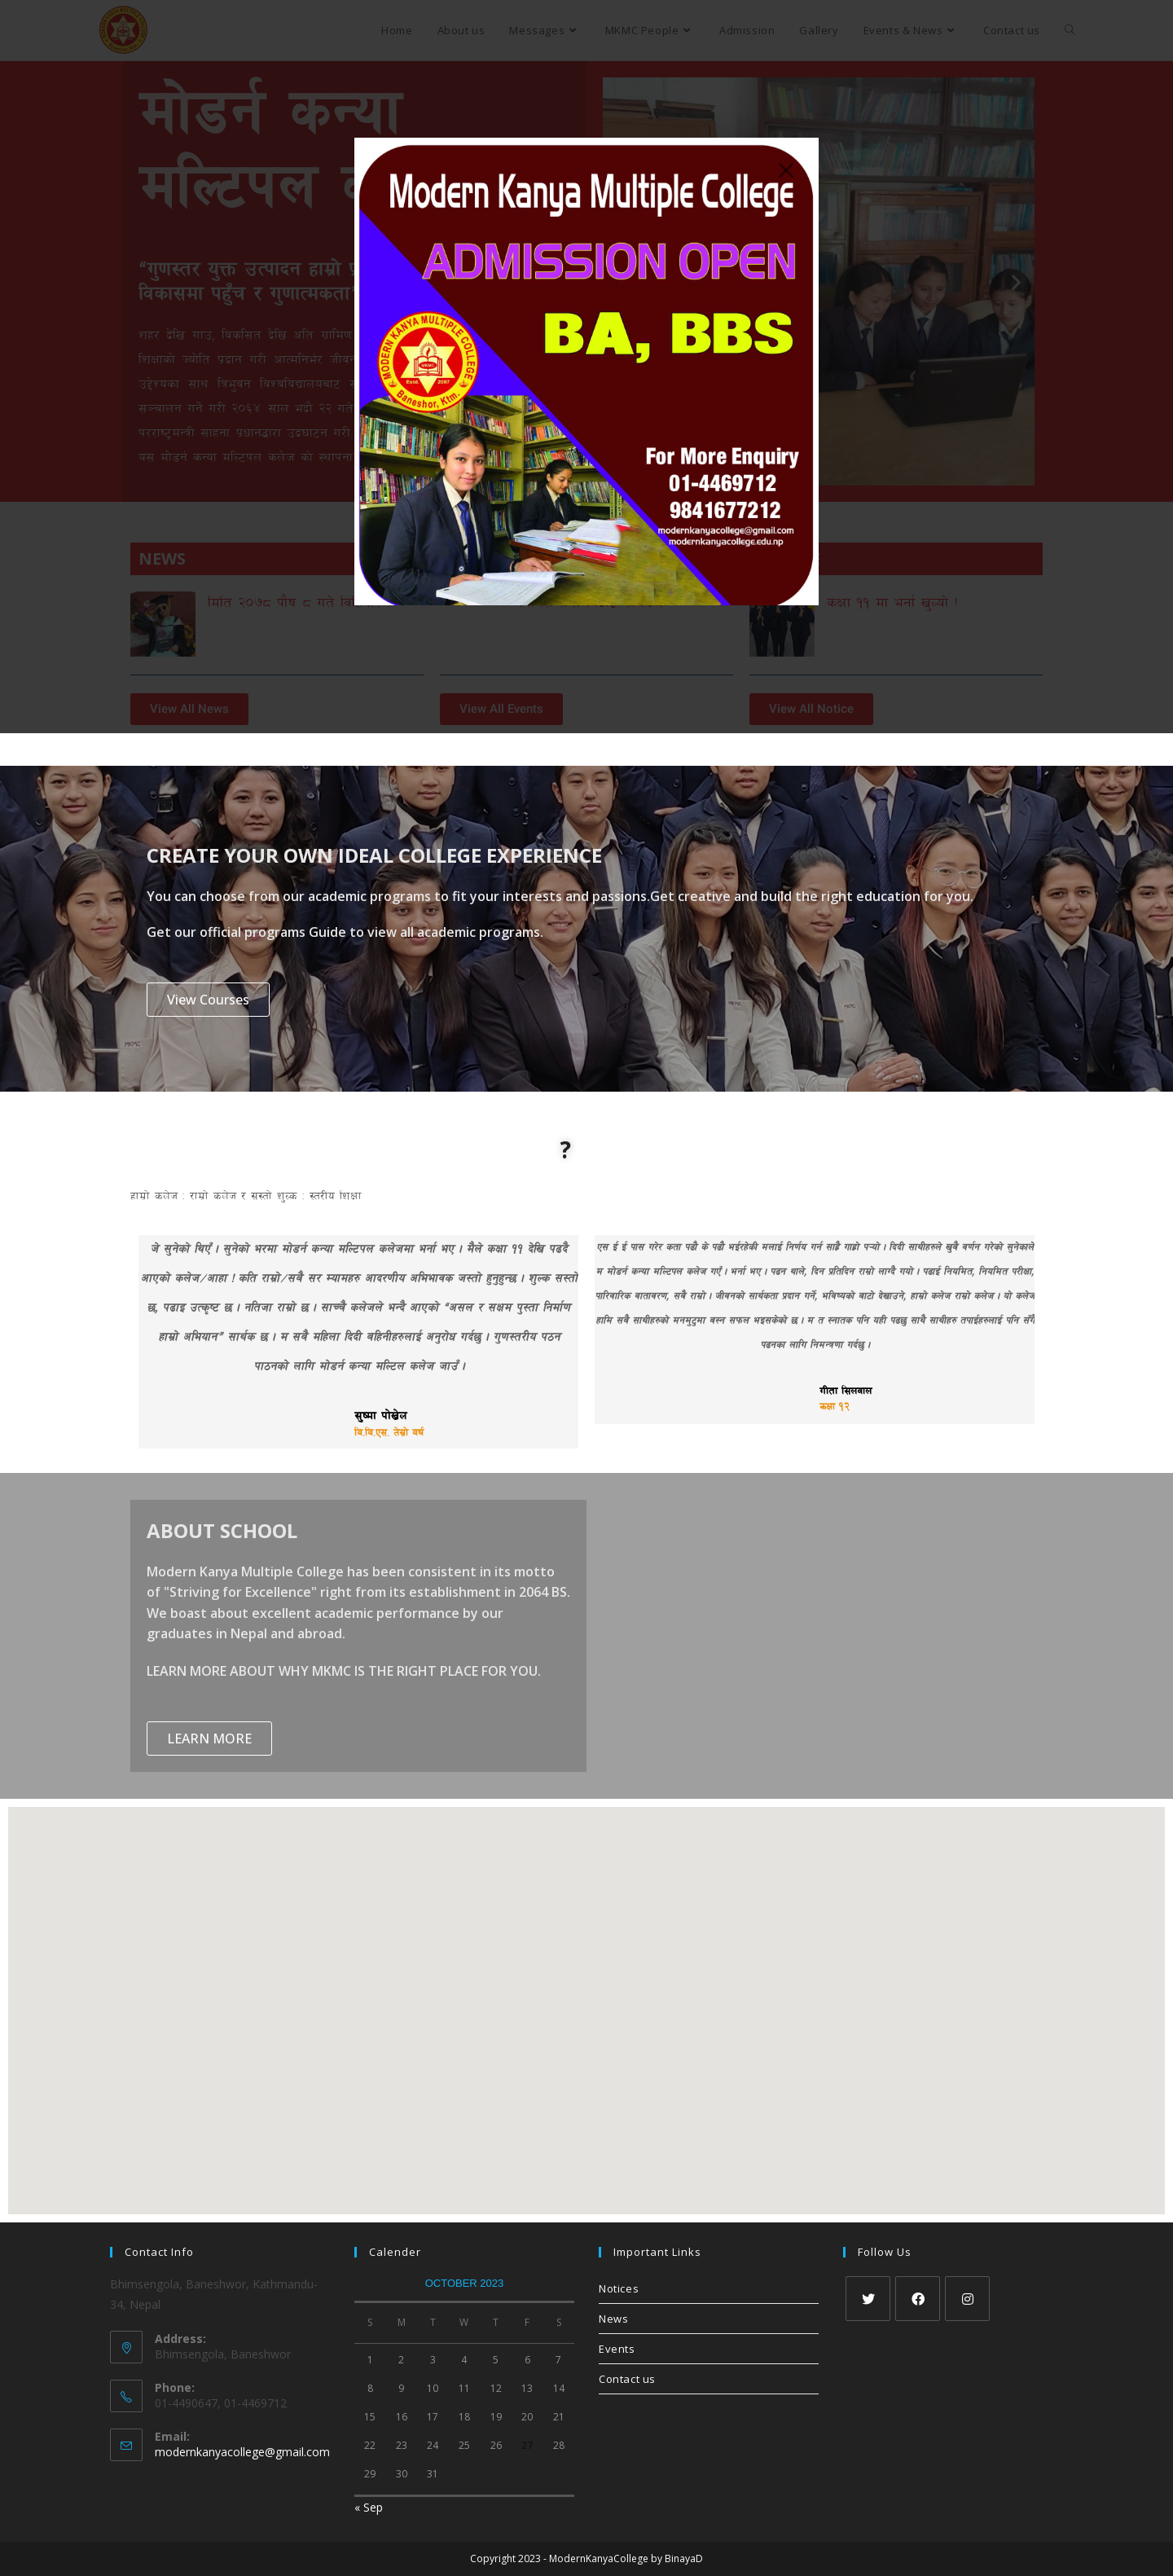 Home About us Messages MKMC People Admission Gallery Events & News Contact us
मोडर्न कन्या
मल्टिपल
"गुणस्तर युक्त उत्पादन हाम्रो
विकासमा पहुँच र गुणात्मकता
शहर देखि गाउ, विकसित देखि अति ग्रामिण
शिक्षाको ज्योति प्रदान गरी आत्मनिर्भर जीवन
उद्देश्यका साथ त्रिभुवन विश्वविद्यालयबाट
सञ्चालन गर्ने गरी २०६४ साल भदौ २२ गते
परराष्ट्रमन्त्री साहना प्रधानद्धारा उद्घाटन गरी
यस मोडर्न कन्या मल्टिपल कलेज को स्थापना
Modern Kanya Multiple College
ADMISSION OPEN
BA, BBS
MODERN KANYA MULTIPLE COLLEGE
Estd. 2067
Baneshor, Ktm.
For More Enquiry
01-4469712
9841677212
modernkanyacollege@gmail.com
modernkanyacollege.edu.np
NEWS
मिति २०७८ पौष ८ गते
कक्षा ११ मा भर्ना खुल्यो !
View All News View All Events View All Notice
CREATE YOUR OWN IDEAL COLLEGE EXPERIENCE
You can choose from our academic programs to fit your interests and passions.Get creative and build the right education for you.
Get our official programs Guide to view all academic programs.
View Courses
?
हाम्रो कलेज : राम्रो कलेज र सस्तो शुल्क : स्तरीय शिक्षा
जे सुनेको थिएँ । सुनेको भरमा मोडर्न कन्या मल्टिपल कलेजमा भर्ना भए । मैले कक्षा ११ देखि पढदै
आएको कलेज/आहा ! कति राम्रो/सबै सर म्यामहरु आदरणीय अभिभावक जस्तो हुनुहुन्छ । शुल्क सस्तो
छ, पढाइ उत्कृष्ट छ । नतिजा राम्रो छ । साच्चै कलेजले भन्दै आएको "असल र सक्षम पुस्ता निर्माण
हाम्रो अभियान" सार्थक छ । म सबै महिला दिदी बहिनीहरुलाई अनुरोध गर्दछु । गुणस्तरीय पठन
पाठनको लागि मोडर्न कन्या मल्टिल कलेज जाउँ ।
सुष्मा पोखेल
बि.बि.एस. तेस्रो वर्ष
एस ई ई पास गरेर कता पढौ के पढौ भईरहेकी मलाई निर्णय गर्न साह्रै गाह्रो पऱ्यो । दिदी साथीहरुले खुबै वर्णन गरेको सुनेकाले
म मोडर्न कन्या मल्टिपल कलेज गएँ । भर्ना भए । पढन थाले, दिन प्रतिदिन राम्रो लाग्दै गयो । पढाई नियमित, नियमित परीक्षा,
पारिवारिक वातावरण, सबै राम्रो । जीवनको सार्थकता प्रदान गर्ने, भविष्यको बाटो देखाउने, हाम्रो कलेज राम्रो कलेज । यो कलेज
हामि सबै साथीहरुको मनमुटुमा बस्न सफल भइसकेको छ । म त स्नातक पनि यही पढछु साथै साथीहरु तपाईहरुलाई पनि सँगै
पढनका लागि निमन्त्रणा गर्दछु ।
गीता सिलवाल
कक्षा १२
ABOUT SCHOOL
Modern Kanya Multiple College has been consistent in its motto
of "Striving for Excellence" right from its establishment in 2064 BS.
We boast about excellent academic performance by our
graduates in Nepal and abroad.
LEARN MORE ABOUT WHY MKMC IS THE RIGHT PLACE FOR YOU.
LEARN MORE
Contact Info
Bhimsengola, Baneshwor, Kathmandu-
34, Nepal
Address:
Bhimsengola, Baneshwor
Phone:
01-4490647, 01-4469712
Email:
modernkanyacollege@gmail.com
Calender
OCTOBER 2023
S M T W T F S
1 2 3 4 5 6 7
8 9 10 11 12 13 14
15 16 17 18 19 20 21
22 23 24 25 26 27 28
29 30 31
« Sep
Important Links
Notices
News
Events
Contact us
Follow Us
Copyright 2023 - ModernKanyaCollege by BinayaD